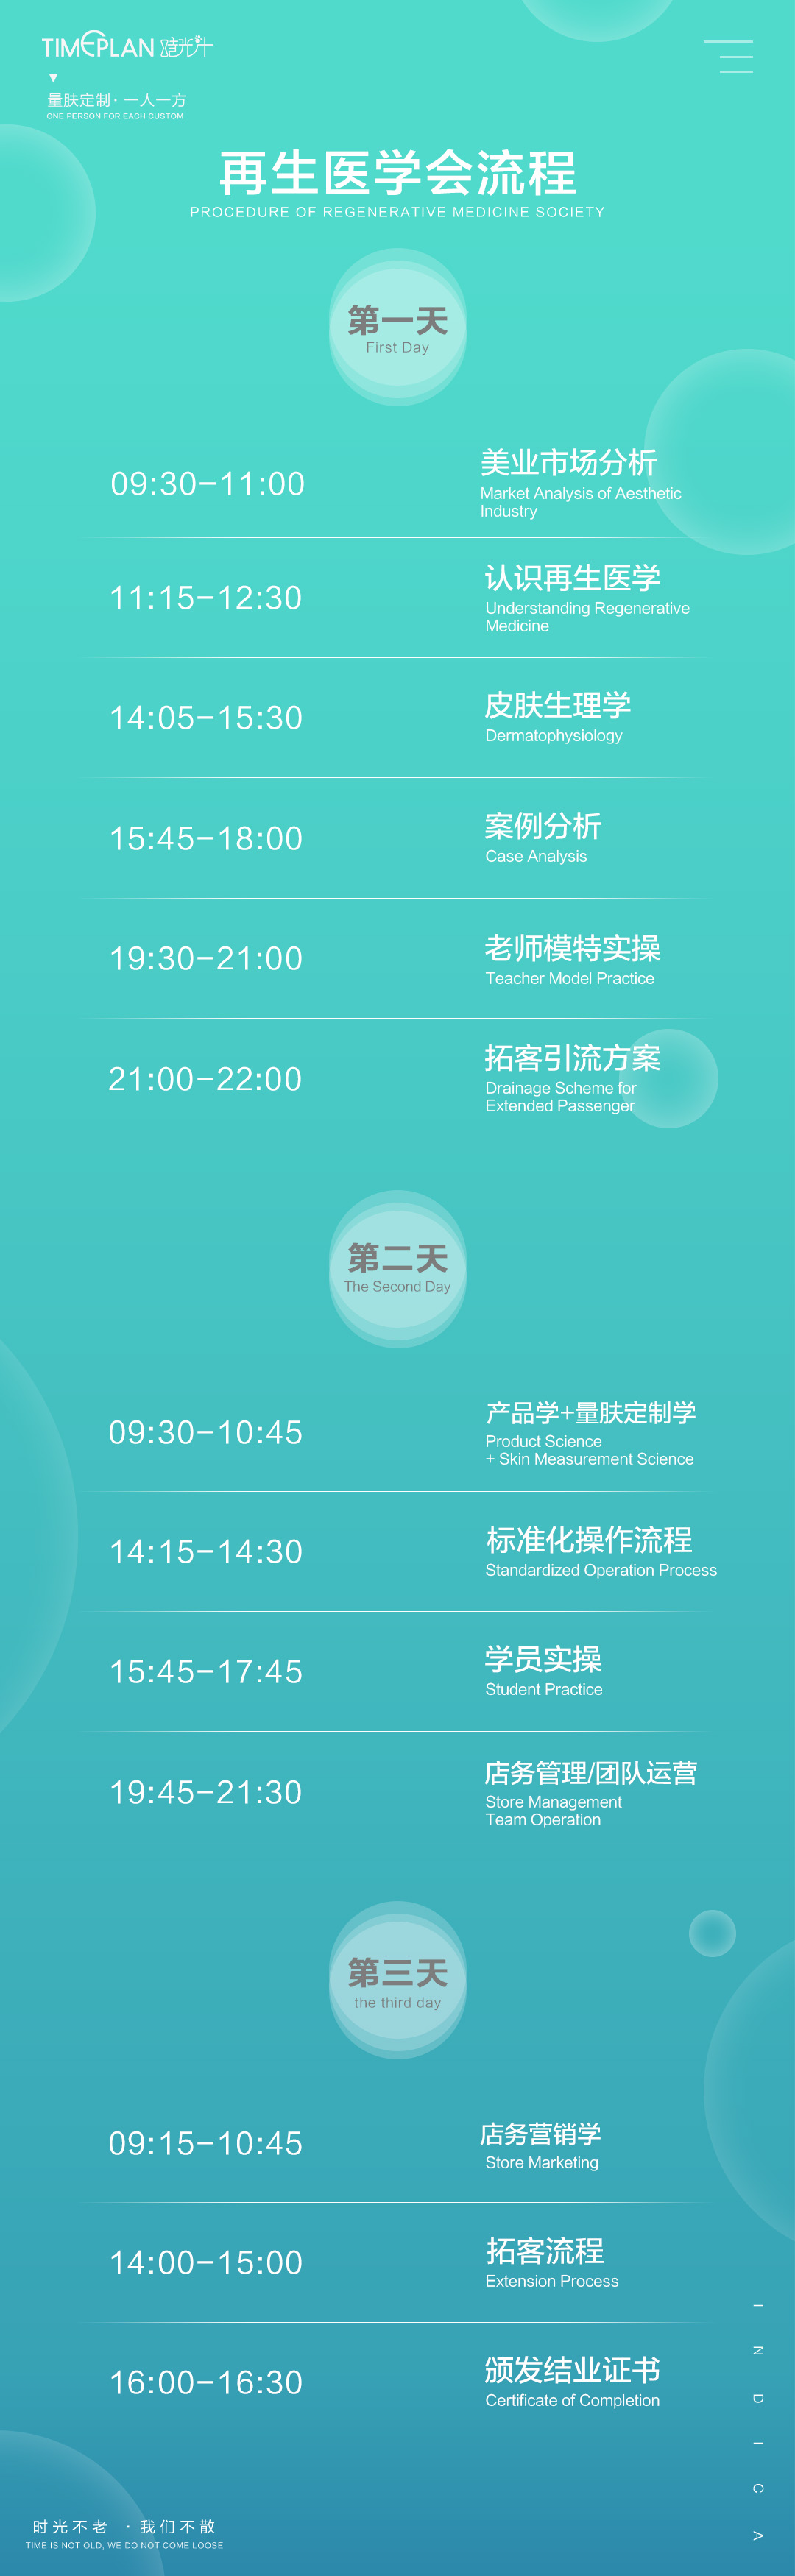 TIMEPLAN 时光计
量肤定制·一人一方
ONE PERSON FOR EACH CUSTOM
再生医学会流程
PROCEDURE OF REGENERATIVE MEDICINE SOCIETY
第一天
First Day
09:30-11:00
美业市场分析
Market Analysis of Aesthetic
Industry
11:15-12:30
认识再生医学
Understanding Regenerative
Medicine
14:05-15:30
皮肤生理学
Dermatophysiology
15:45-18:00
案例分析
Case Analysis
19:30-21:00
老师模特实操
Teacher Model Practice
21:00-22:00
拓客引流方案
Drainage Scheme for
Extended Passenger
第二天
The Second Day
09:30-10:45
产品学+量肤定制学
Product Science
+ Skin Measurement Science
14:15-14:30
标准化操作流程
Standardized Operation Process
15:45-17:45
学员实操
Student Practice
19:45-21:30
店务管理/团队运营
Store Management
Team Operation
第三天
the third day
09:15-10:45
店务营销学
Store Marketing
14:00-15:00
拓客流程
Extension Process
16:00-16:30
颁发结业证书
Certificate of Completion
INDICA
时光不老 ·我们不散
TIME IS NOT OLD, WE DO NOT COME LOOSE